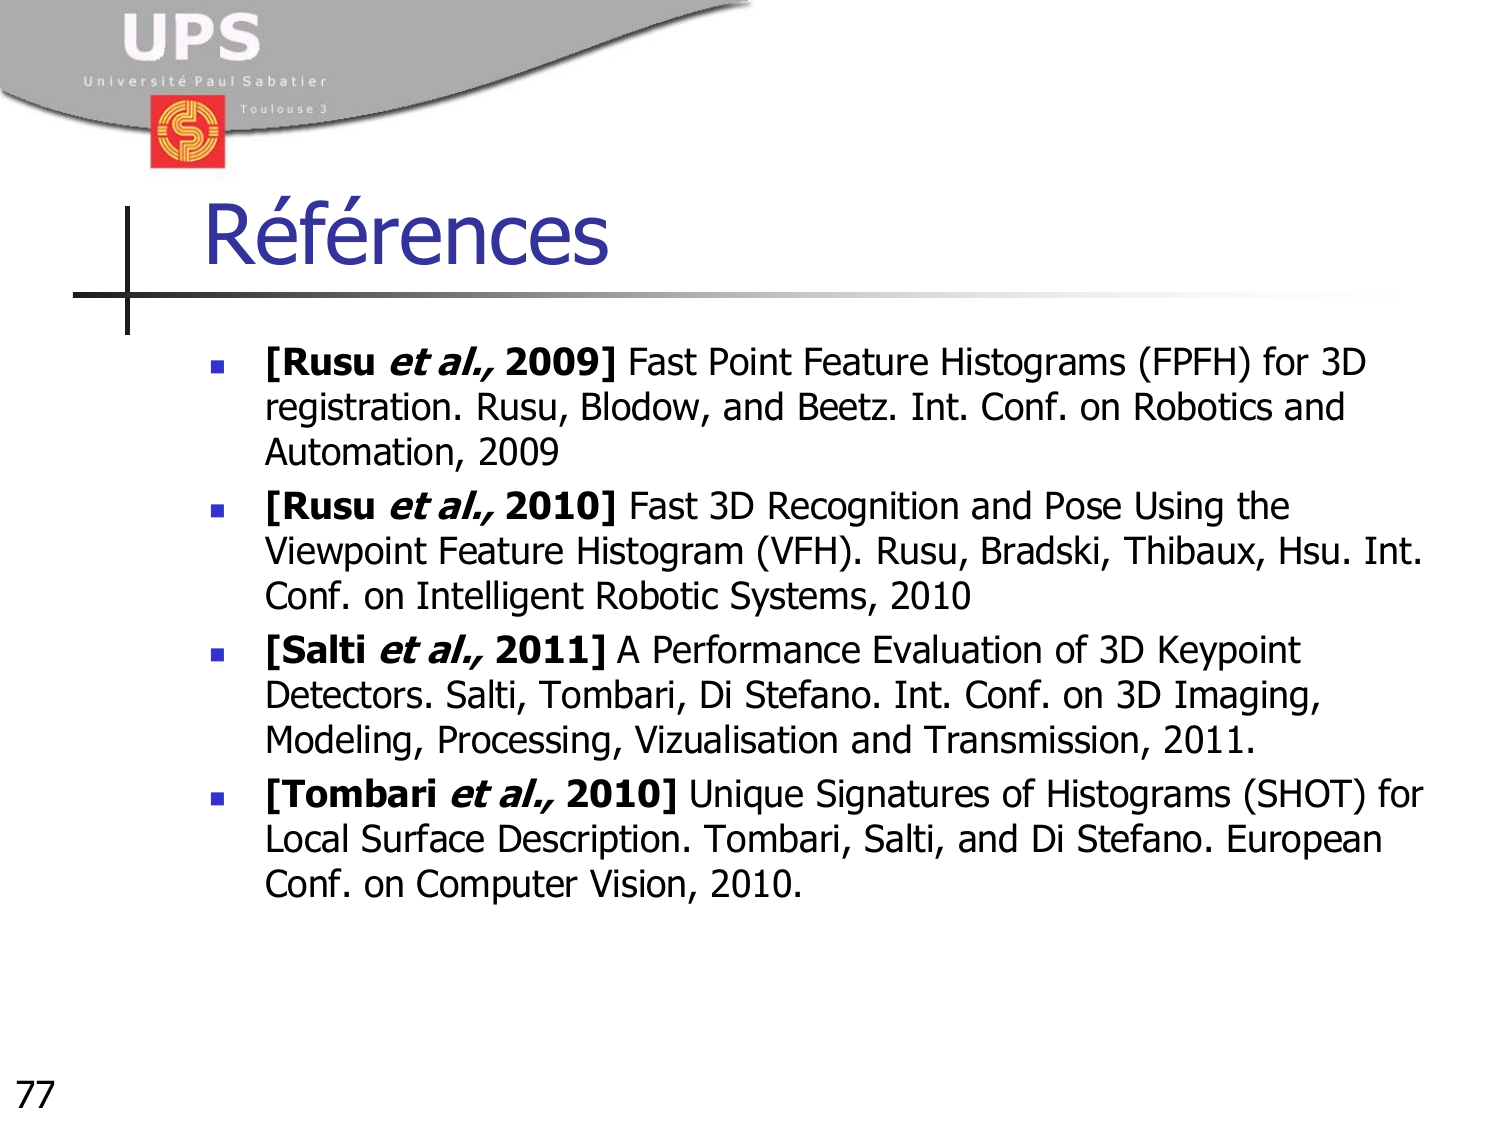 UPS
Université Paul Sabatier
Toulouse 3
Références
[Rusu et al., 2009] Fast Point Feature Histograms (FPFH) for 3D
registration. Rusu, Blodow, and Beetz. Int. Conf. on Robotics and
Automation, 2009
[Rusu et al., 2010] Fast 3D Recognition and Pose Using the
Viewpoint Feature Histogram (VFH). Rusu, Bradski, Thibaux, Hsu. Int.
Conf. on Intelligent Robotic Systems, 2010
[Salti et al., 2011] A Performance Evaluation of 3D Keypoint
Detectors. Salti, Tombari, Di Stefano. Int. Conf. on 3D Imaging,
Modeling, Processing, Vizualisation and Transmission, 2011.
[Tombari et al., 2010] Unique Signatures of Histograms (SHOT) for
Local Surface Description. Tombari, Salti, and Di Stefano. European
Conf. on Computer Vision, 2010.
77